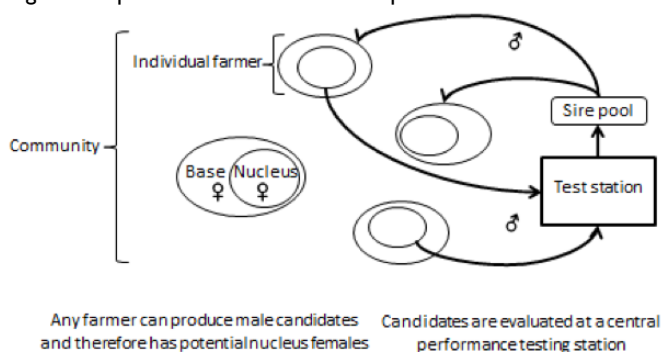 ♂
Individual farmer
Sire pool
Community
Base Nucleus
♀ ♀
Test station
♂
Any farmer can produce male candidates
and therefore has potential nucleus females
Candidates are evaluated at a central
performance testing station